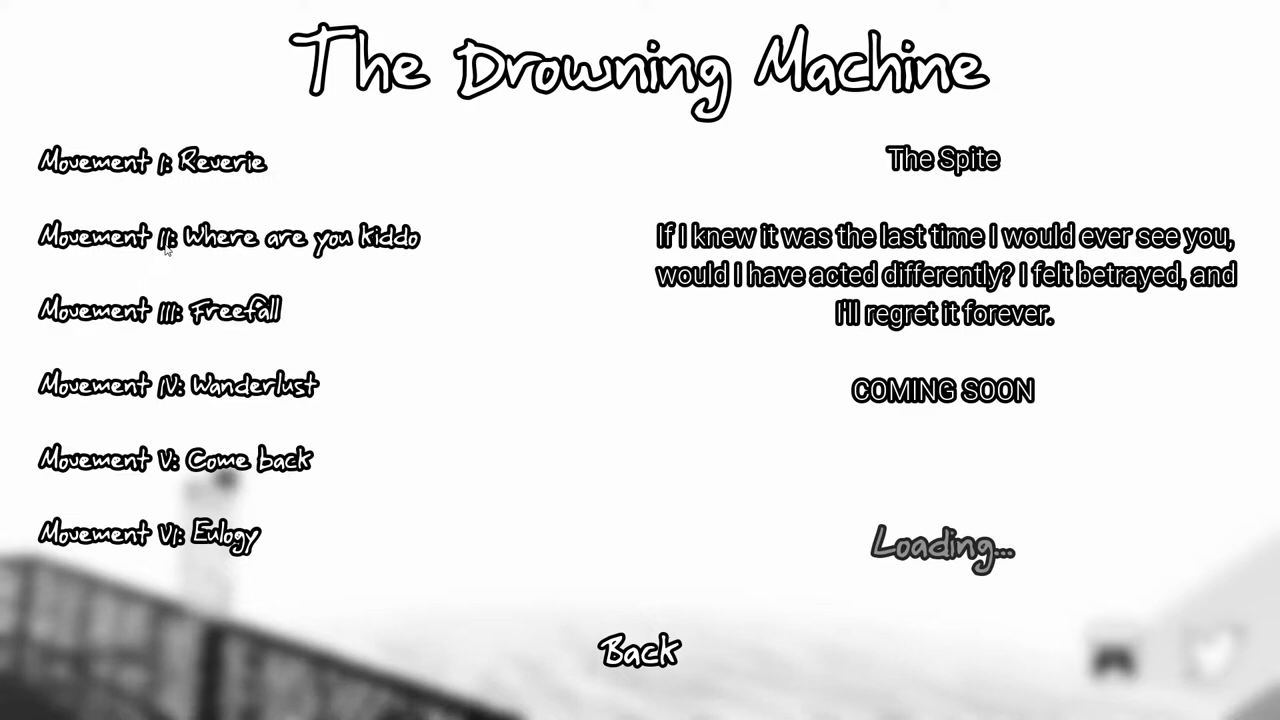 The Drowning Machine
Movement I: Reverie
Movement II: Where are you kiddo
Movement III: Freefall
Movement IV: Wanderlust
Movement V: Come back
Movement VI: Eulogy
The Spite
If I knew it was the last time I would ever see you,
would I have acted differently? I felt betrayed, and
I'll regret it forever.
COMING SOON
Loading...
Back